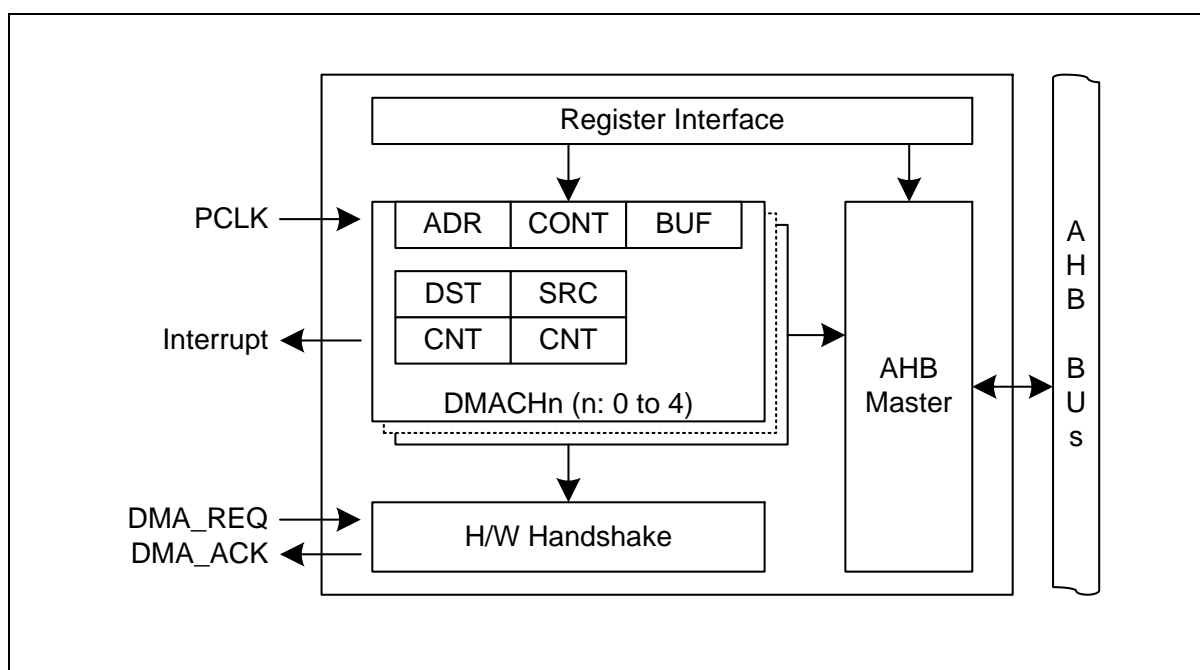 Register Interface
PCLK
ADR CONT BUF
DST SRC
Interrupt
CNT CNT
DMACHn (n: 0 to 4)
AHB
Master
DMA_REQ
DMA_ACK
H/W Handshake
A
H
B
B
U
s